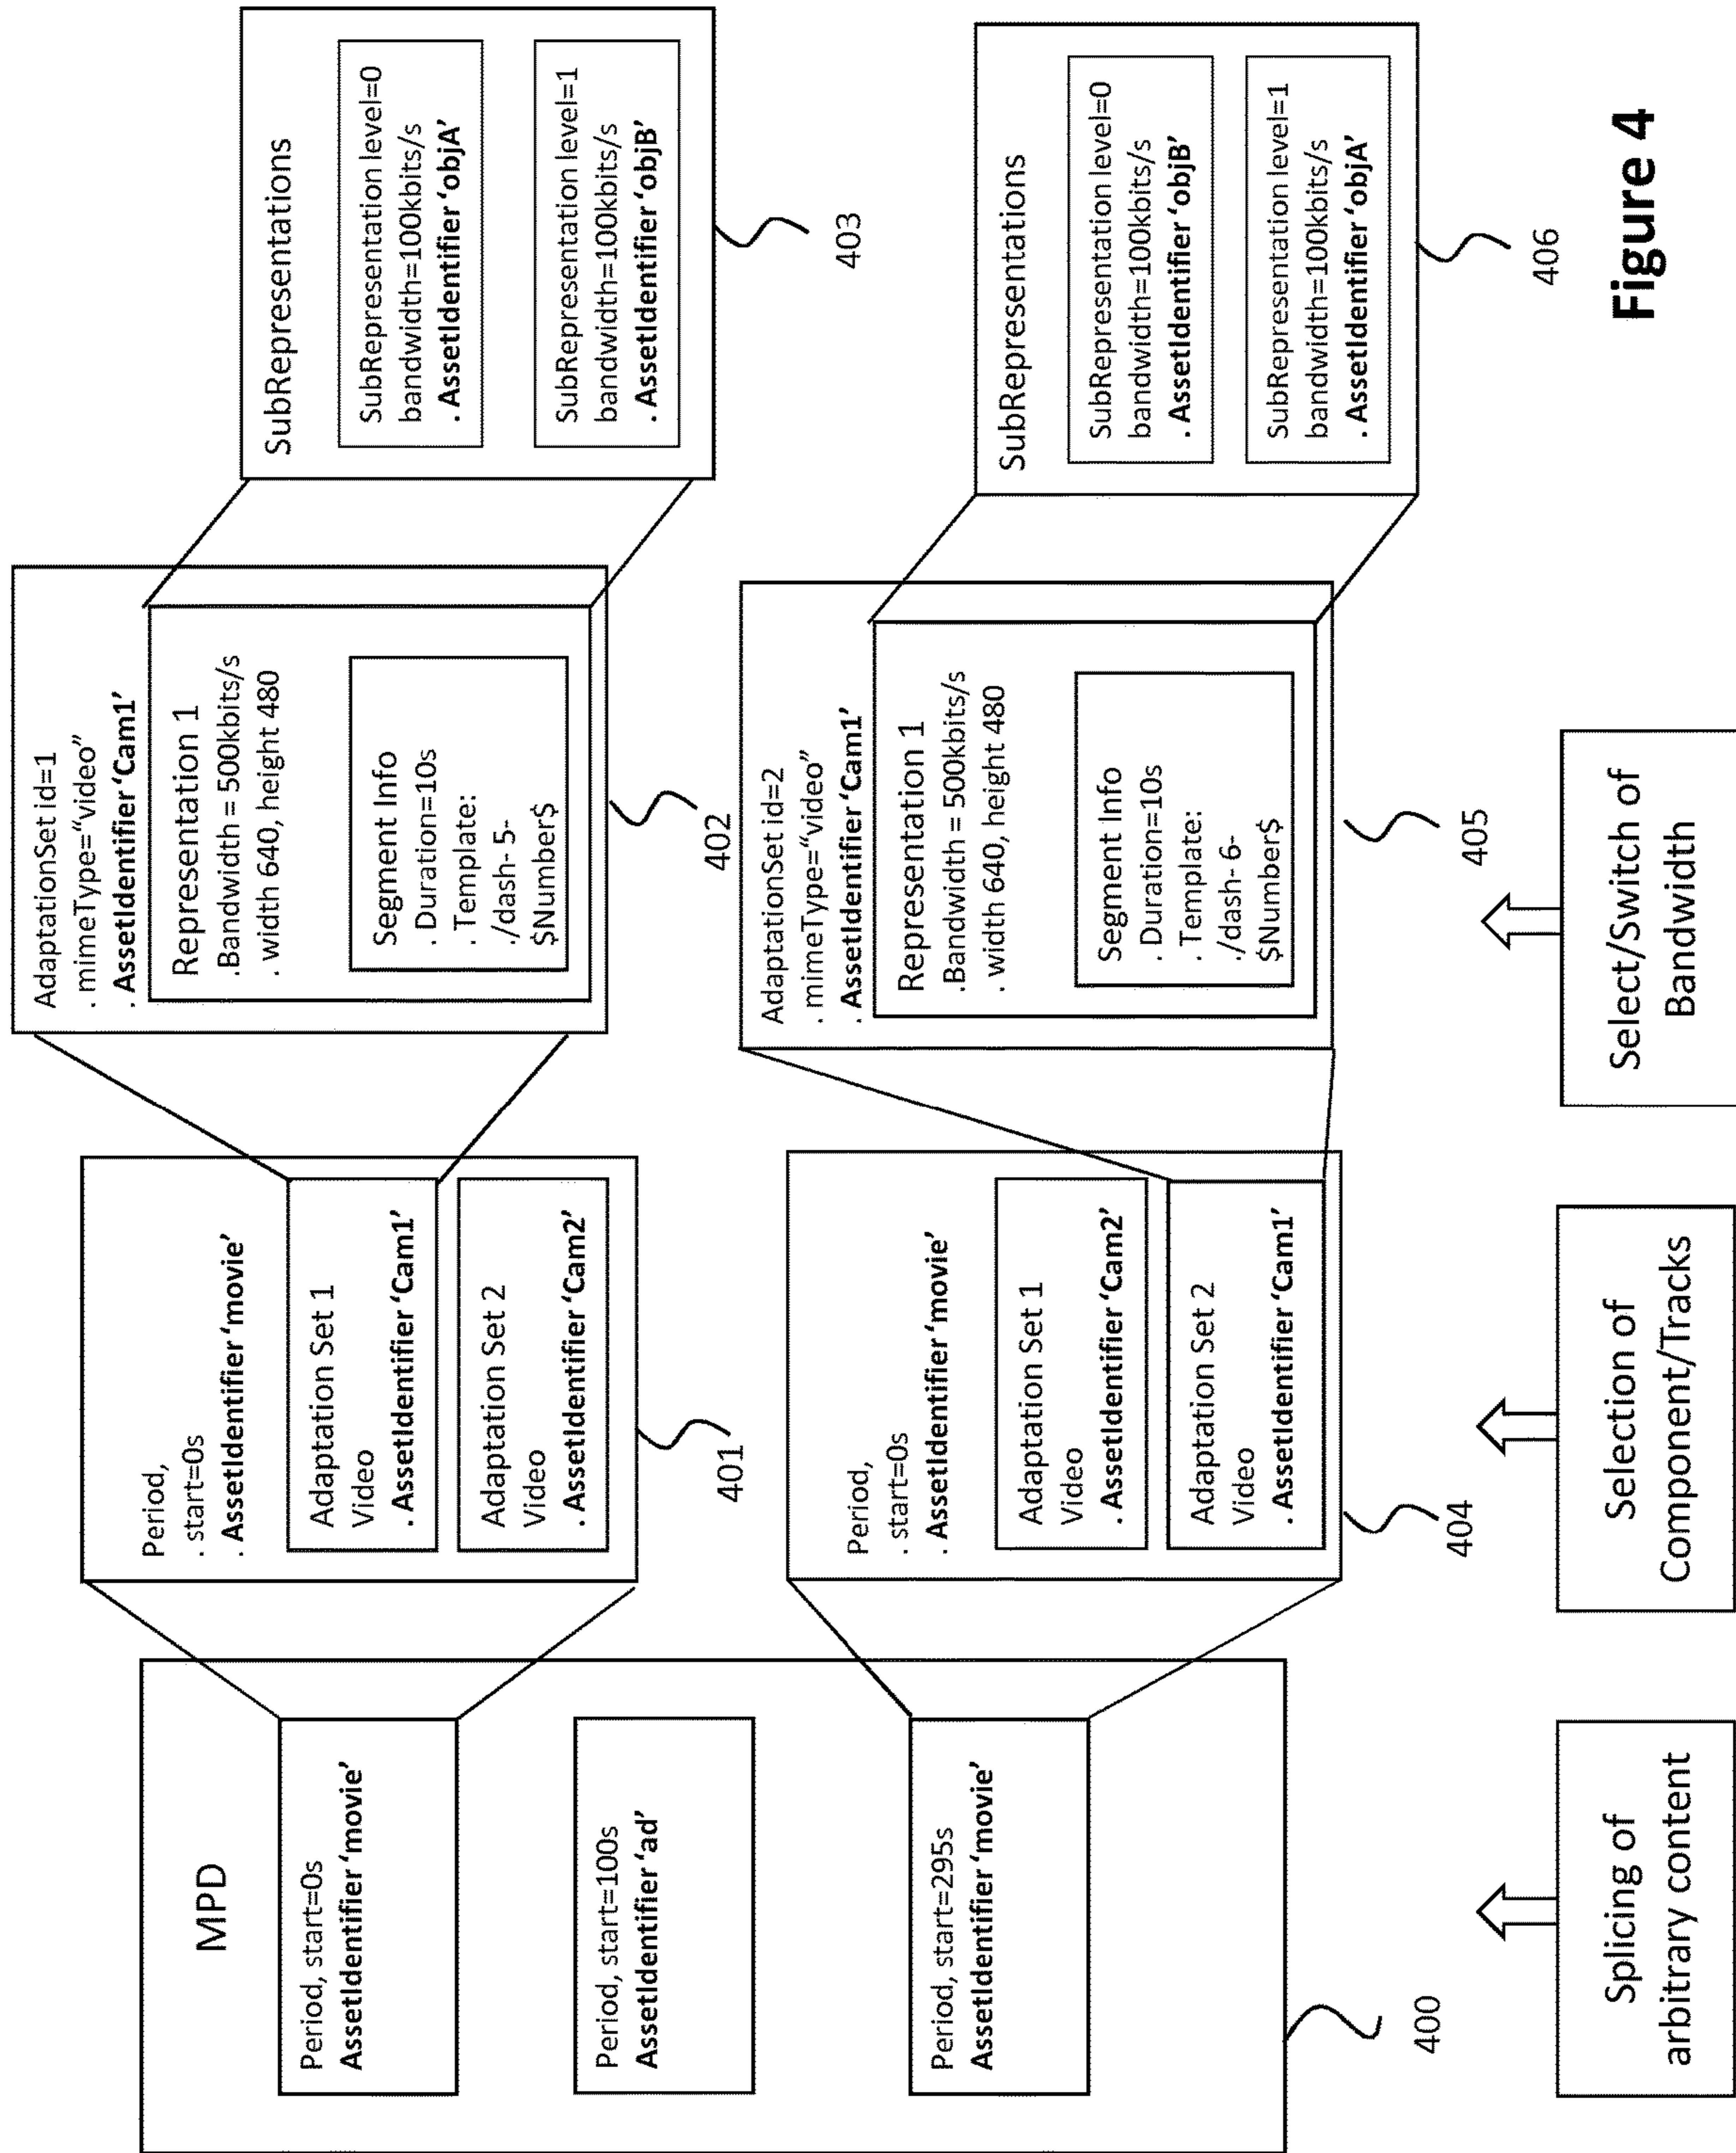 MPD
Period, start=0s
AssetIdentifier 'movie'
Period, start=100s
AssetIdentifier 'ad'
Period, start=295s
AssetIdentifier 'movie'
400
Splicing of
arbitrary content
Period,
. start=0s
. AssetIdentifier 'movie'
Adaptation Set 1
Video
. AssetIdentifier 'Cam1'
Adaptation Set 2
Video
. AssetIdentifier 'Cam2'
401
Period,
. start=0s
. AssetIdentifier 'movie'
Adaptation Set 1
Video
. AssetIdentifier 'Cam2'
Adaptation Set 2
Video
. AssetIdentifier 'Cam1'
404
Selection of
Component/Tracks
AdaptationSet id=1
. mimeType="video"
. AssetIdentifier 'Cam1'
Representation 1
.Bandwidth = 500kbits/s
. width 640, height 480
Segment Info
. Duration=10s
. Template:
./dash- 5-
$Number$
402
AdaptationSet id=2
. mimeType="video"
. AssetIdentifier 'Cam1'
Representation 1
.Bandwidth = 500kbits/s
. width 640, height 480
Segment Info
. Duration=10s
. Template:
./dash- 6-
$Number$
405
Select/Switch of
Bandwidth
SubRepresentations
SubRepresentation level=0
bandwidth=100kbits/s
. AssetIdentifier 'objA'
SubRepresentation level=1
bandwidth=100kbits/s
. AssetIdentifier 'objB'
403
SubRepresentations
SubRepresentation level=0
bandwidth=100kbits/s
. AssetIdentifier 'objB'
SubRepresentation level=1
bandwidth=100kbits/s
. AssetIdentifier 'objA'
406
Figure 4